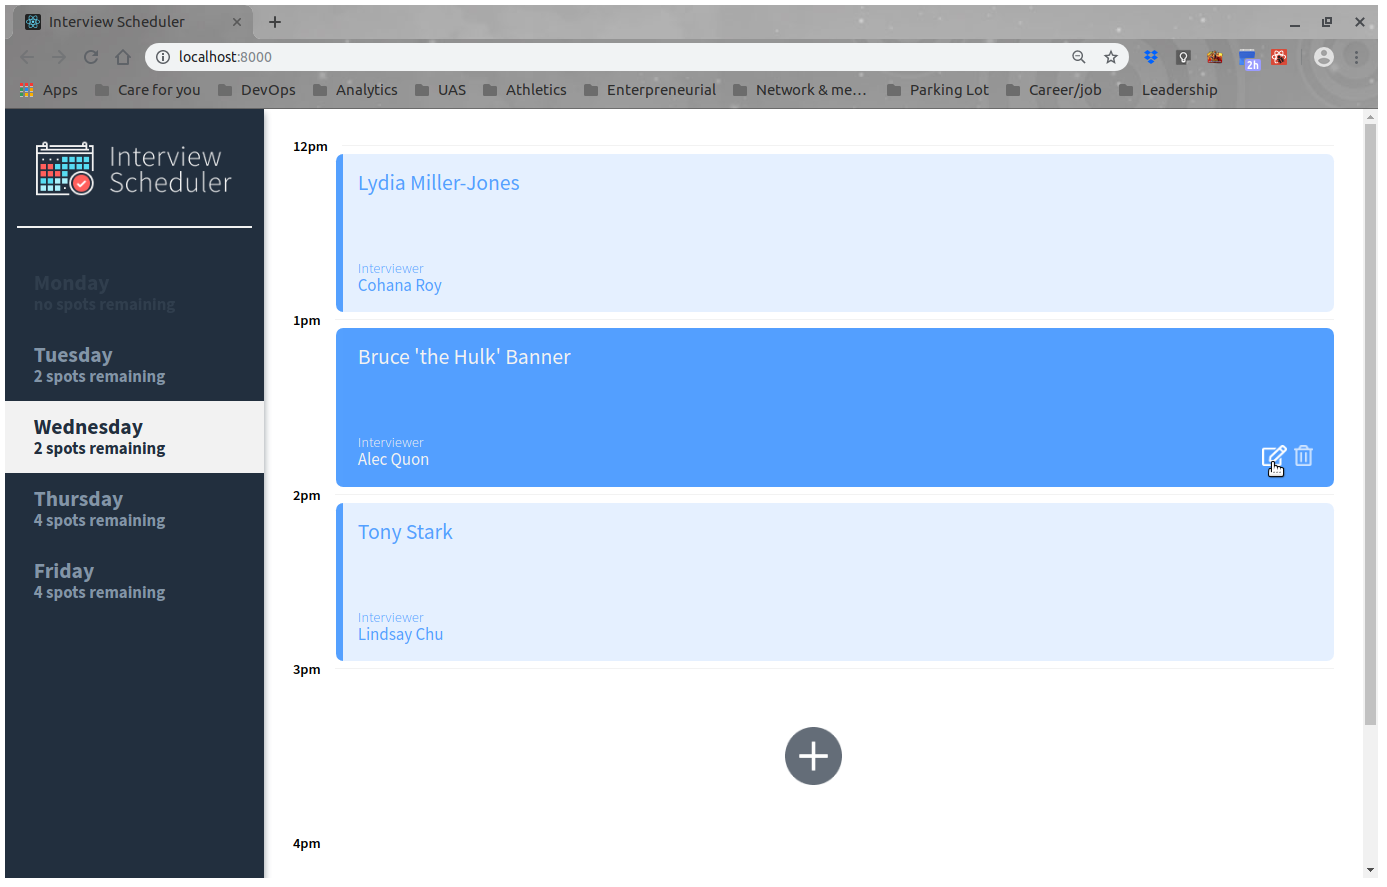 Interview Scheduler
localhost:8000
2h
Apps Care for you DevOps Analytics UAS Athletics Enterpreneurial Network & me… Parking Lot Career/job Leadership
Interview
Scheduler
Monday
no spots remaining
Tuesday
2 spots remaining
Wednesday
2 spots remaining
Thursday
4 spots remaining
Friday
4 spots remaining
12pm
Lydia Miller-Jones
Interviewer
Cohana Roy
1pm
Bruce 'the Hulk' Banner
Interviewer
Alec Quon
2pm
Tony Stark
Interviewer
Lindsay Chu
3pm
4pm